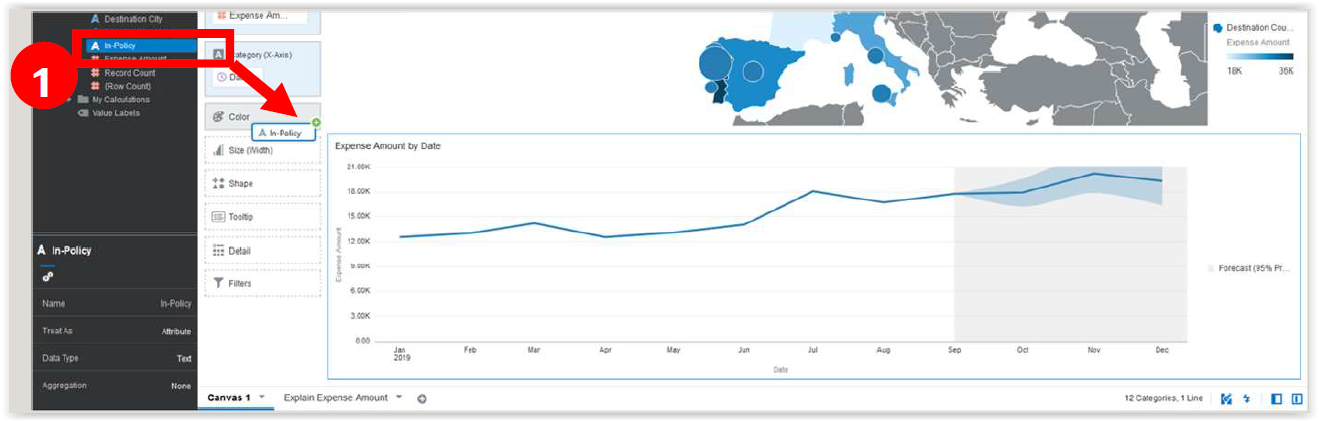 Destination City
In-Policy
Expense Amount
Record Count
(Row Count)
My Calculations
Value Labels
1
In-Policy
Name In-Policy
Treat As Attribute
Data Type Text
Aggregation None
Expense Am...
Category (X-Axis)
Color
In-Policy
Size (Width)
Shape
Tooltip
Detail
Filters
Destination Cou...
Expense Amount
18K 36K
Expense Amount by Date
21.00K
18.00K
15.00K
12.00K
9.00K
6.00K
3.00K
0.00
Expense Amount
Jan Feb Mar Apr May Jun Jul Aug Sep Oct Nov Dec
2019
Date
Forecast (95% Pr...
Canvas 1
Explain Expense Amount
12 Categories, 1 Line